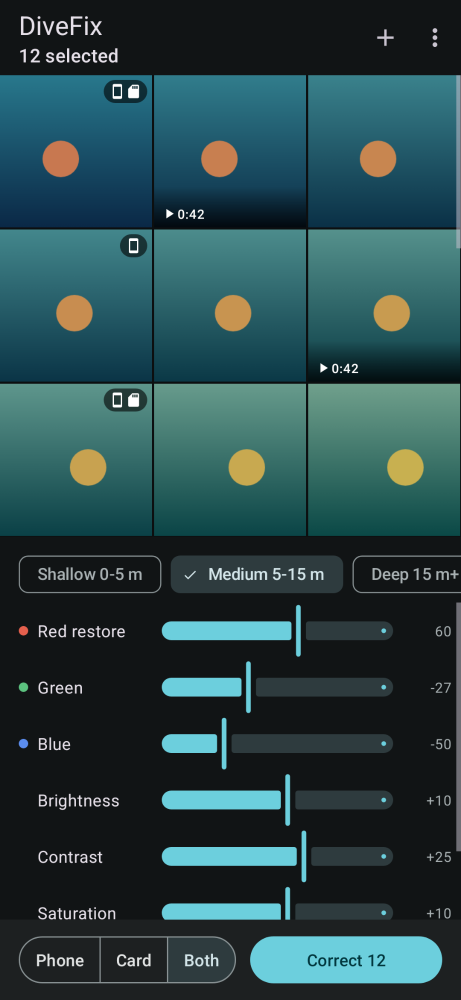 DiveFix
12 selected
0:42
0:42
Shallow 0-5 m
Medium 5-15 m
Deep 15 m+
Red restore 60
Green -27
Blue -50
Brightness +10
Contrast +25
Saturation +10
Phone Card Both Correct 12